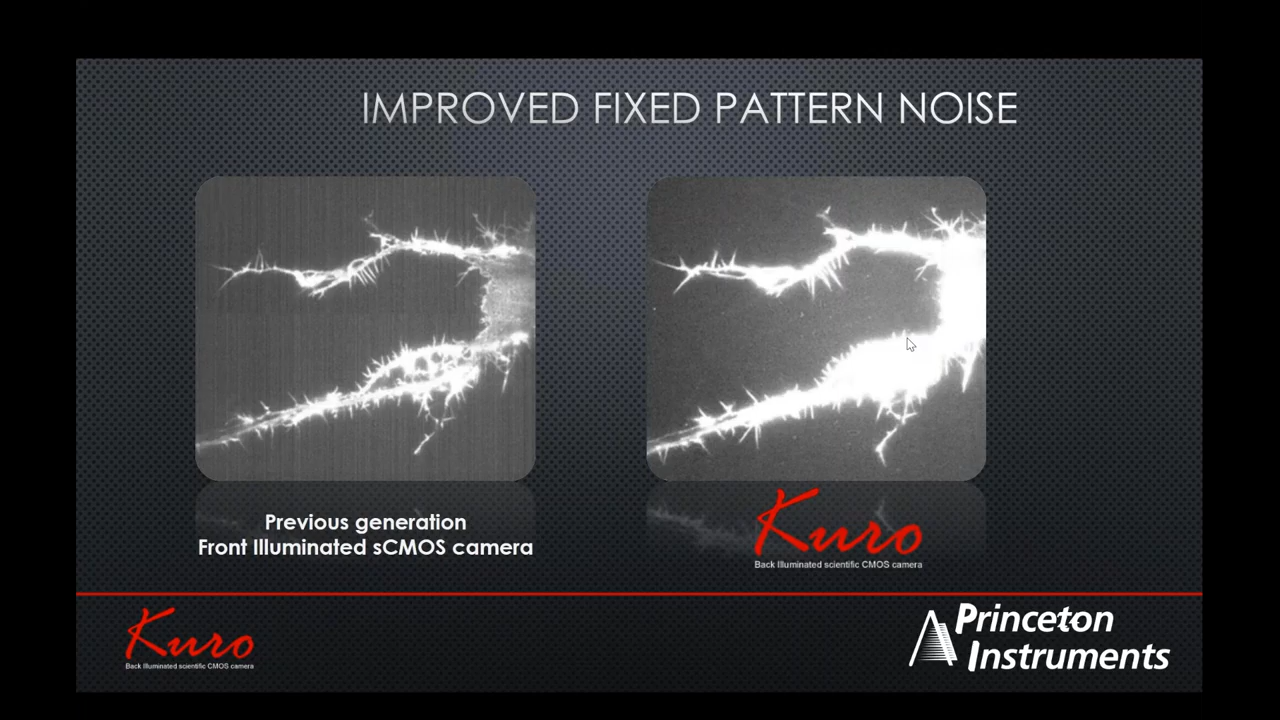 IMPROVED FIXED PATTERN NOISE
Previous generation
Front Illuminated sCMOS camera
Kuro
Back Illuminated scientific CMOS camera
Kuro
Back Illuminated scientific CMOS camera
Princeton
Instruments